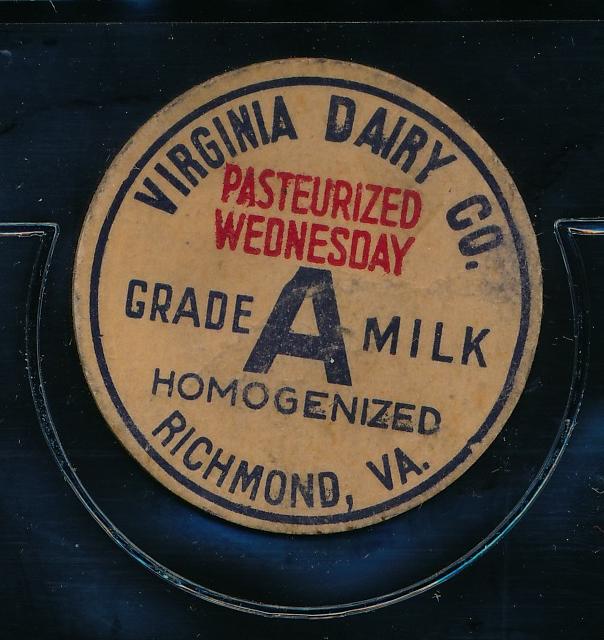 VIRGINIA DAIRY CO.
PASTEURIZED
WEDNESDAY
GRADE A MILK
HOMOGENIZED
RICHMOND, VA.